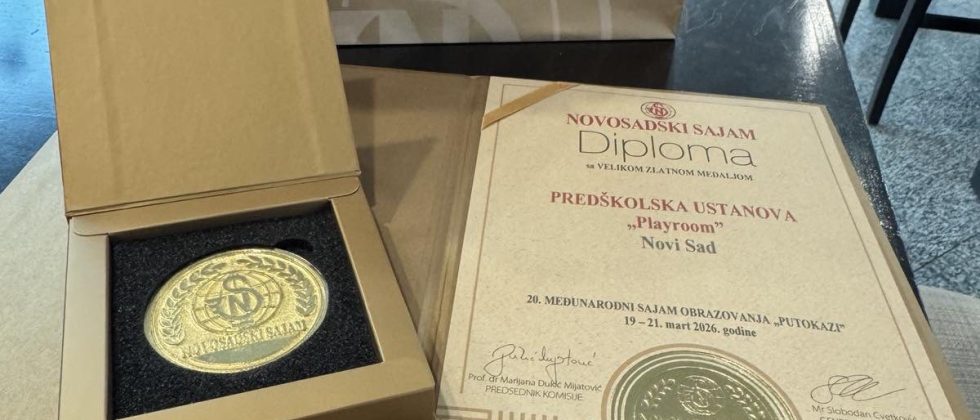 NOVOSADSKI SAJAM
Diploma
sa VELIKOM ZLATNOM MEDALJOM
PREDŠKOLSKA USTANOVA
„Playroom”
Novi Sad
20. MEĐUNARODNI SAJAM OBRAZOVANJA „PUTOKAZI”
19 – 21. mart 2026. godine
Prof. dr Marijana Dukić Mijatović
PREDSEDNIK KOMISIJE
Mr Slobodan Cvetković
NOVOSADSKI SAJAM